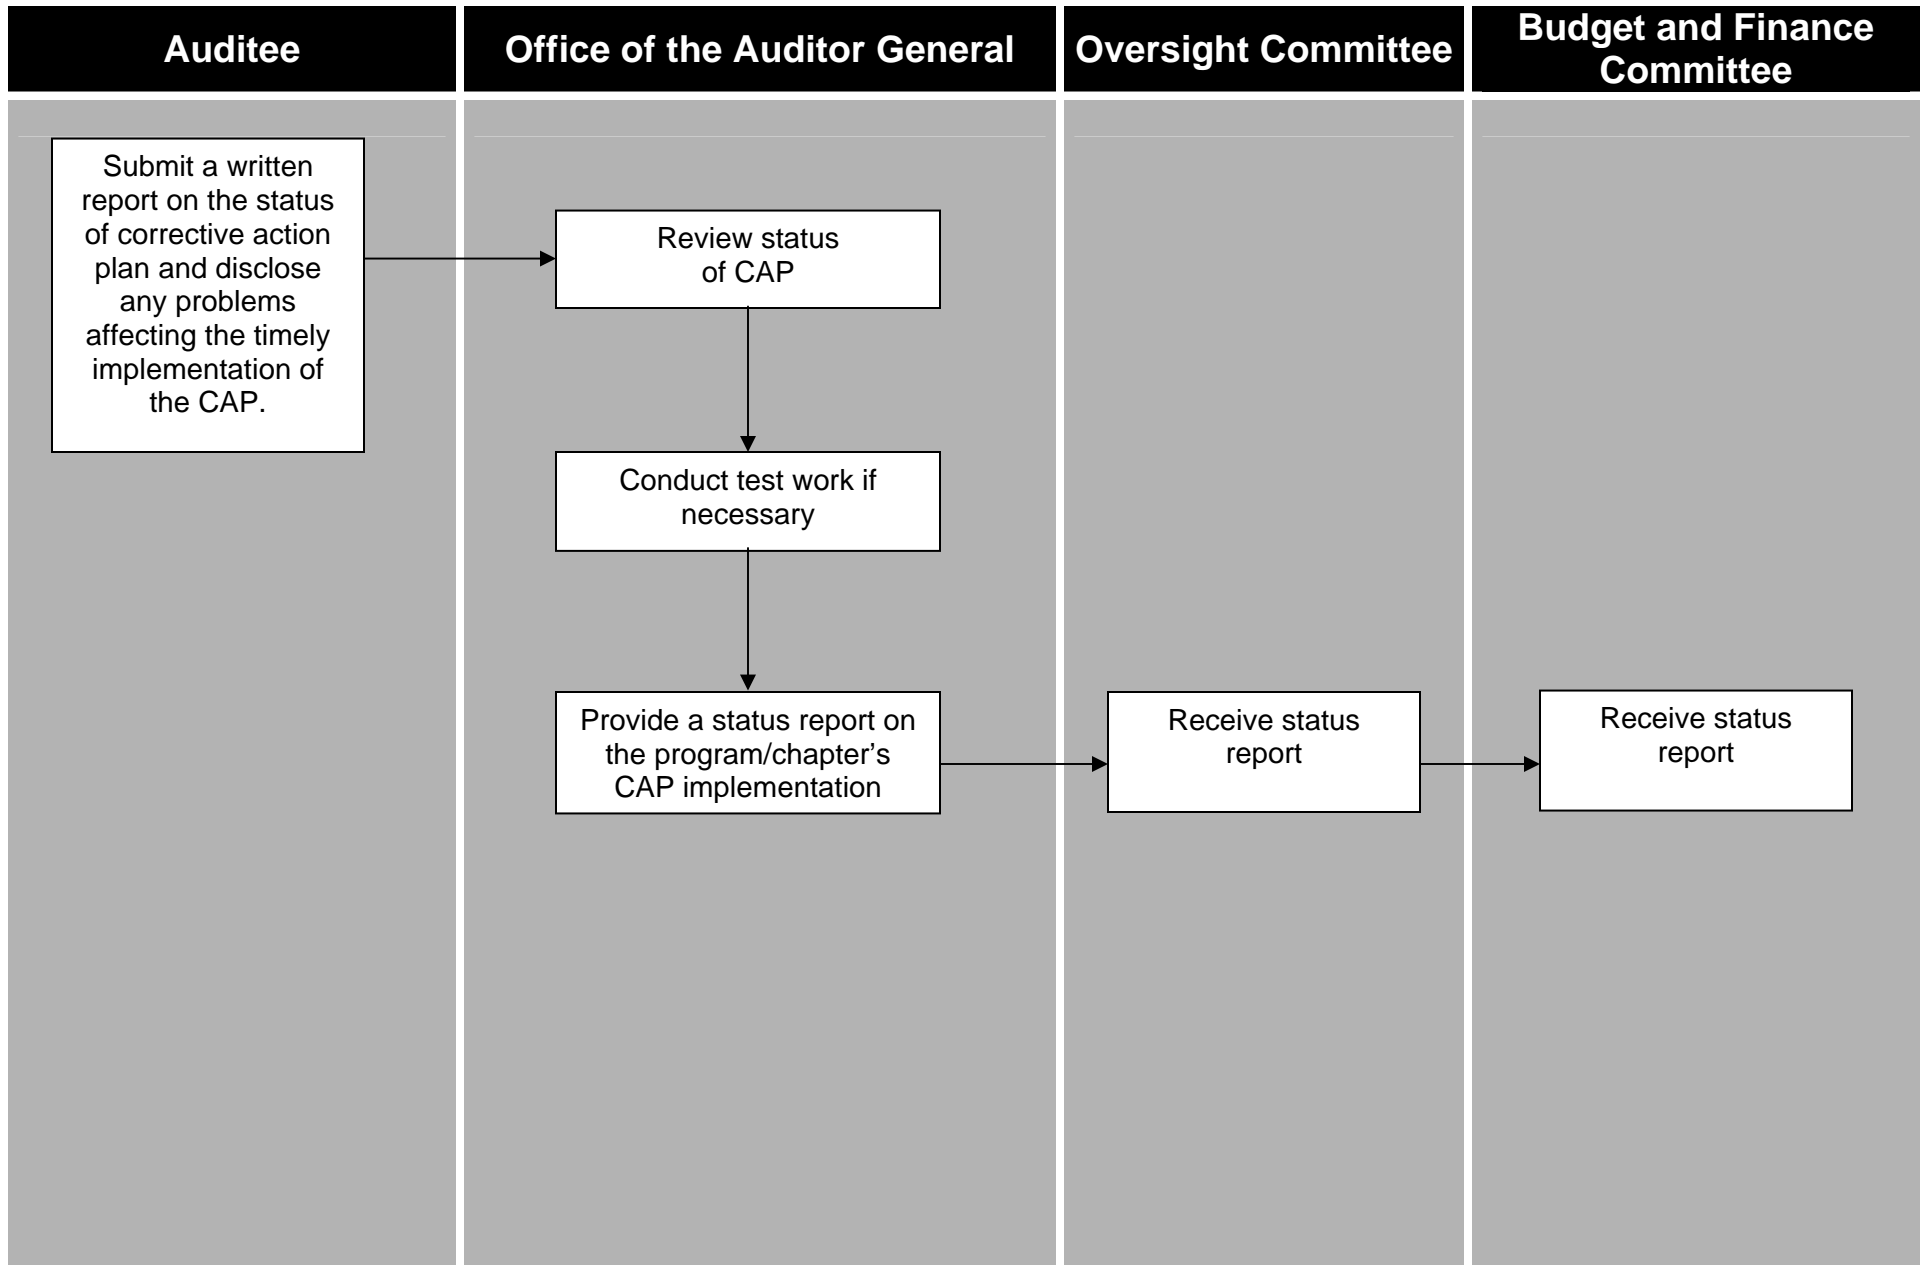 Auditee
Office of the Auditor General
Oversight Committee
Budget and Finance
Committee
Submit a written
report on the status
of corrective action
plan and disclose
any problems
affecting the timely
implementation of
the CAP.
Review status
of CAP
Conduct test work if
necessary
Provide a status report on
the program/chapter’s
CAP implementation
Receive status
report
Receive status
report